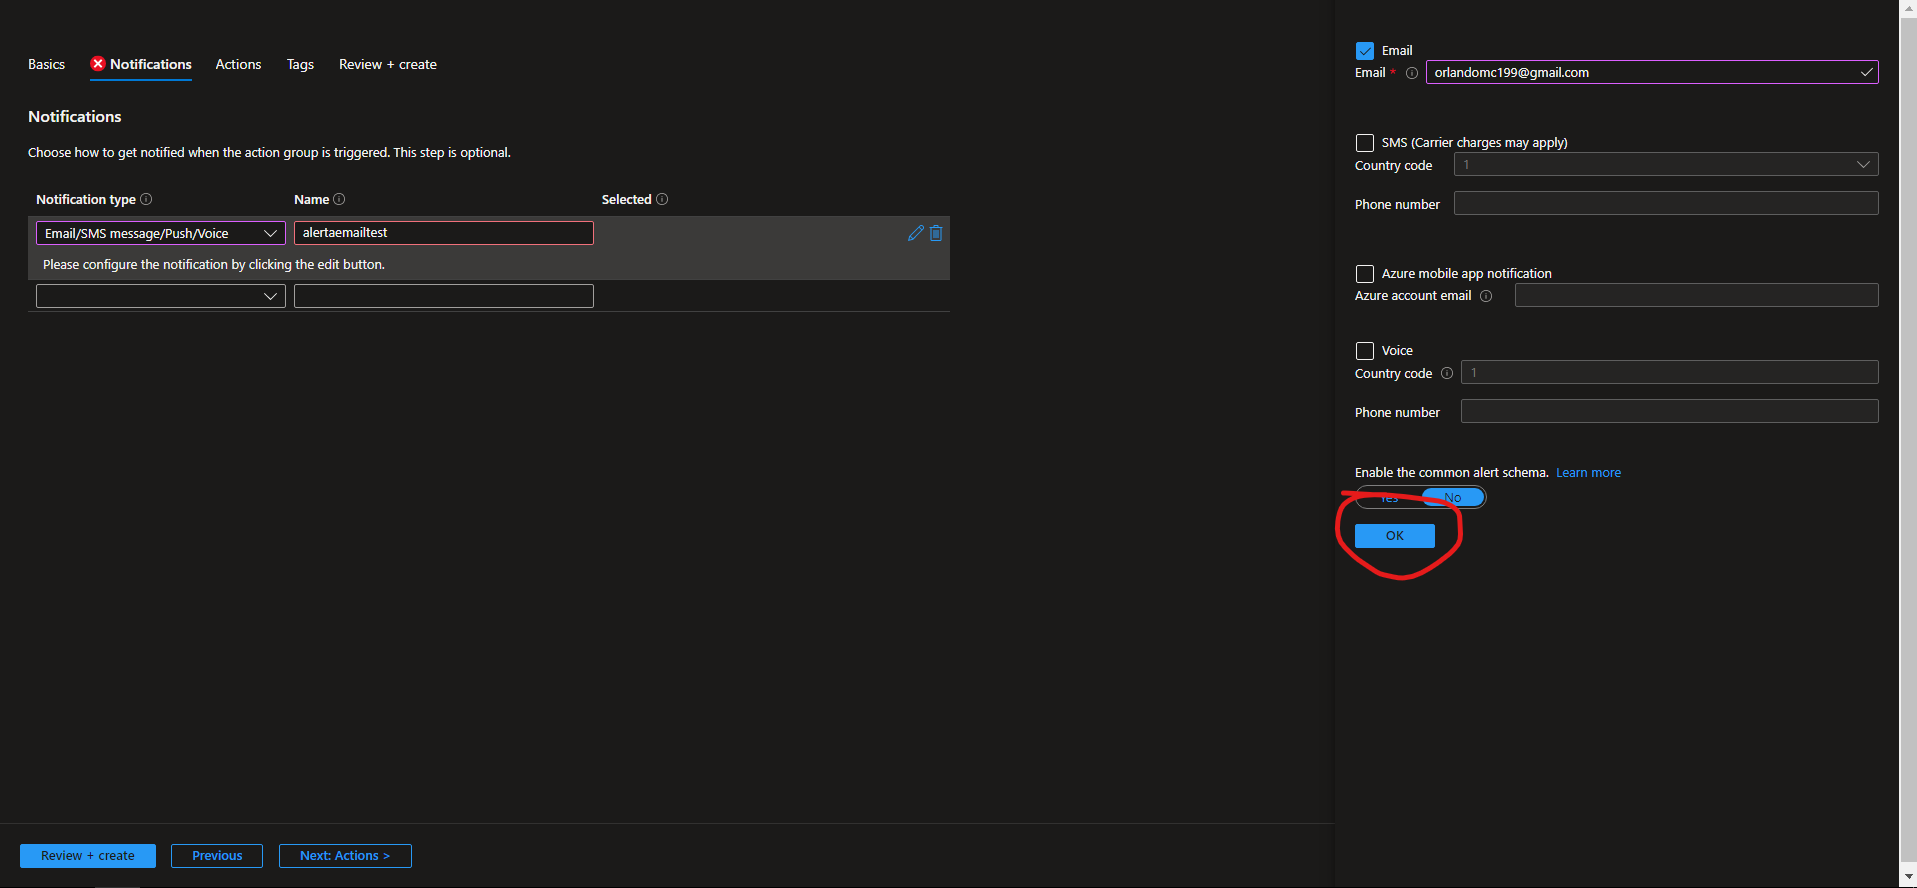 Basics Notifications Actions Tags Review + create
Notifications
Choose how to get notified when the action group is triggered. This step is optional.
Notification type Name Selected
Email/SMS message/Push/Voice alertaemailtest
Please configure the notification by clicking the edit button.
Review + create Previous Next: Actions >
Email
Email * orlandomc199@gmail.com
SMS (Carrier charges may apply)
Country code 1
Phone number
Azure mobile app notification
Azure account email
Voice
Country code 1
Phone number
Enable the common alert schema. Learn more
Yes No
OK